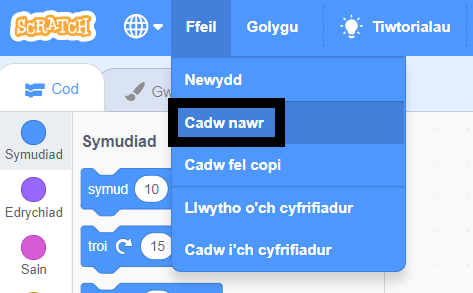 SCRATCH
Ffeil
Golygu
Tiwtorialau
Newydd
Cadw nawr
Cadw fel copi
Llwytho o'ch cyfrifiadur
Cadw i'ch cyfrifiadur
Cod
Symudiad
Edrychiad
Sain
Symudiad
symud 10
troi 15